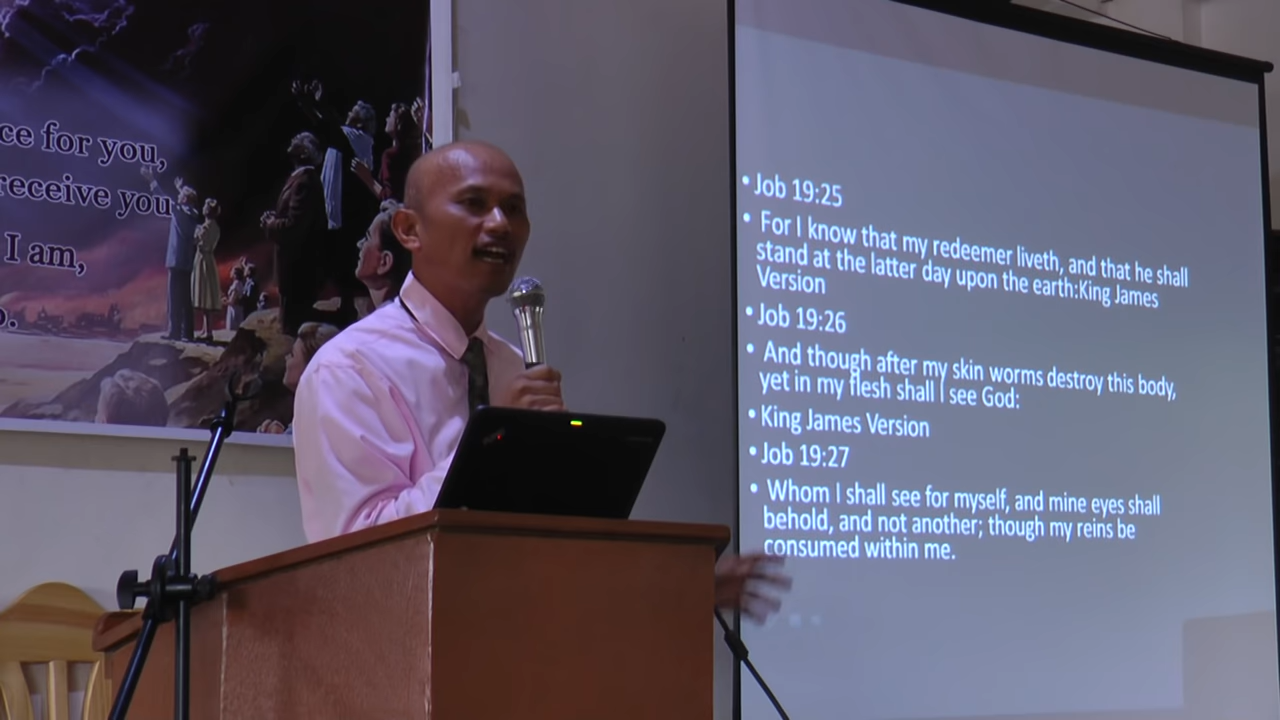 ce for you,
receive you
I am,
• Job 19:25
• For I know that my redeemer liveth, and that he shall
stand at the latter day upon the earth:King James
Version
• Job 19:26
• And though after my skin worms destroy this body,
yet in my flesh shall I see God:
• King James Version
• Job 19:27
• Whom I shall see for myself, and mine eyes shall
behold, and not another; though my reins be
consumed within me.